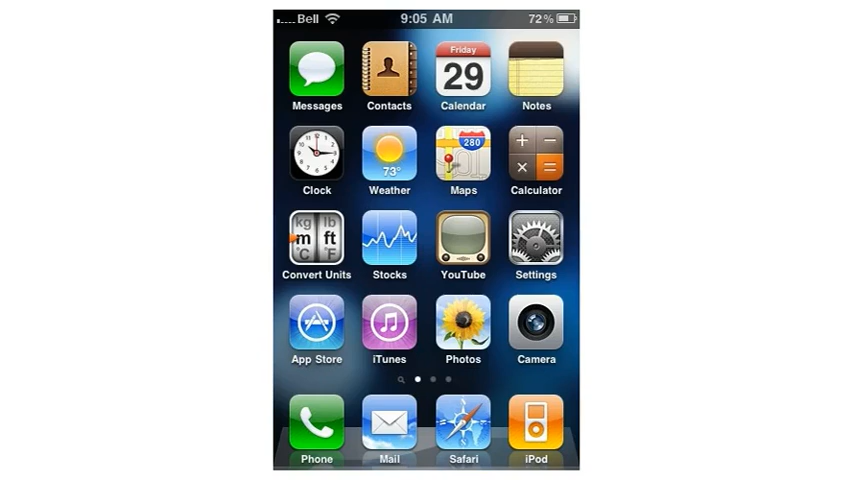 Bell 9:05 AM 72%
Friday
29
Messages Contacts Calendar Notes
280
73°
Clock Weather Maps Calculator
kg lb
m ft
°C °F
Convert Units Stocks YouTube Settings
App Store iTunes Photos Camera
Phone Mail Safari iPod